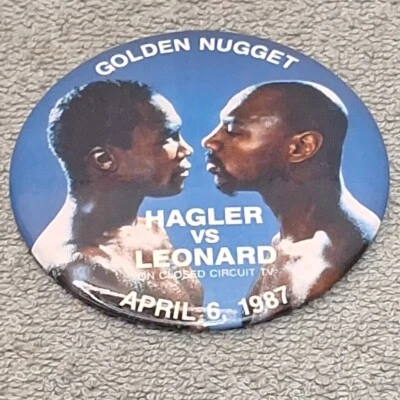 GOLDEN NUGGET
HAGLER
VS
LEONARD
ON CLOSED CIRCUIT TV
APRIL 6, 1987